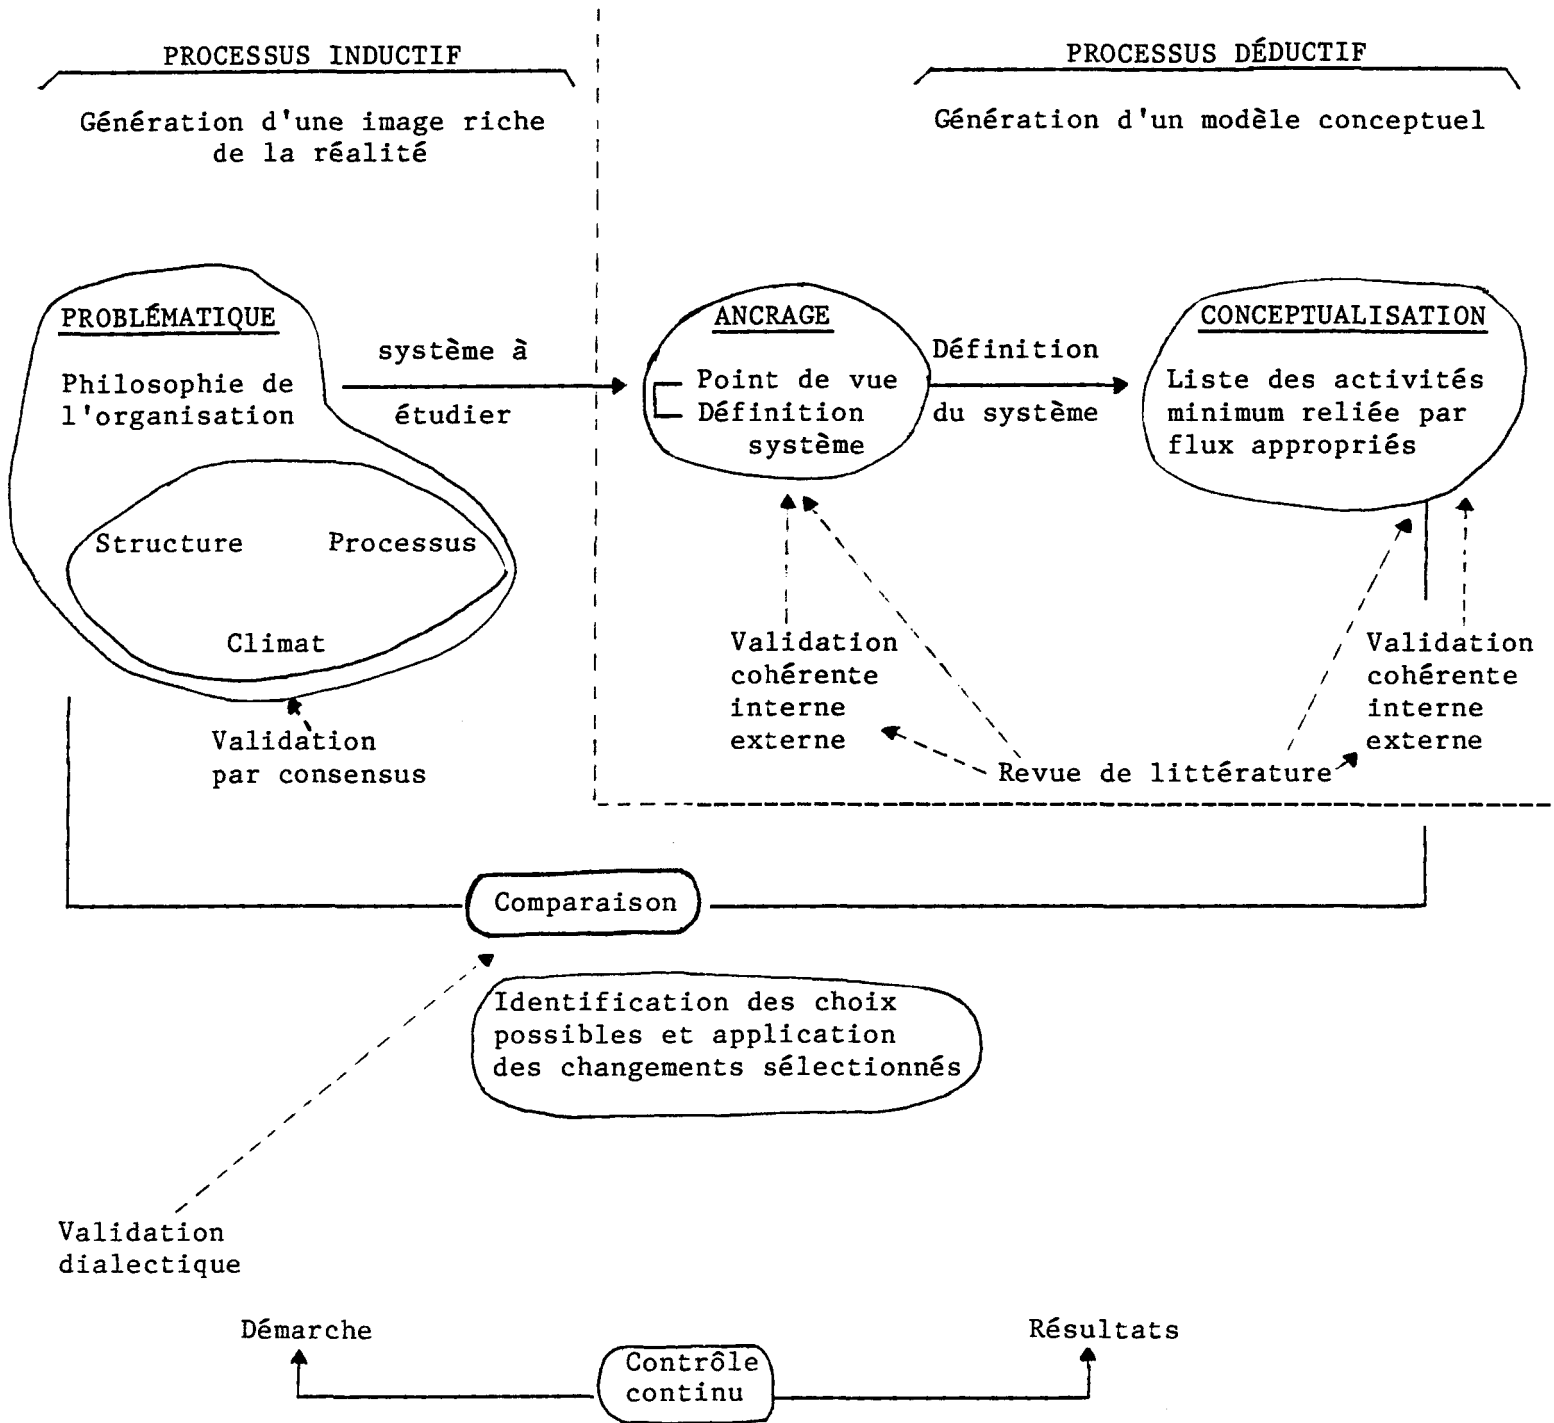 PROCESSUS INDUCTIF
Génération d'une image riche
de la réalité
PROCESSUS DÉDUCTIF
Génération d'un modèle conceptuel
PROBLÉMATIQUE
Philosophie de
l'organisation
Structure Processus
Climat
système à
étudier
ANCRAGE
Point de vue
Définition
système
Définition
du système
CONCEPTUALISATION
Liste des activités
minimum reliée par
flux appropriés
Validation
par consensus
Validation
cohérente
interne
externe
Revue de littérature
Validation
cohérente
interne
externe
Comparaison
Identification des choix
possibles et application
des changements sélectionnés
Validation
dialectique
Démarche
Résultats
Contrôle
continu